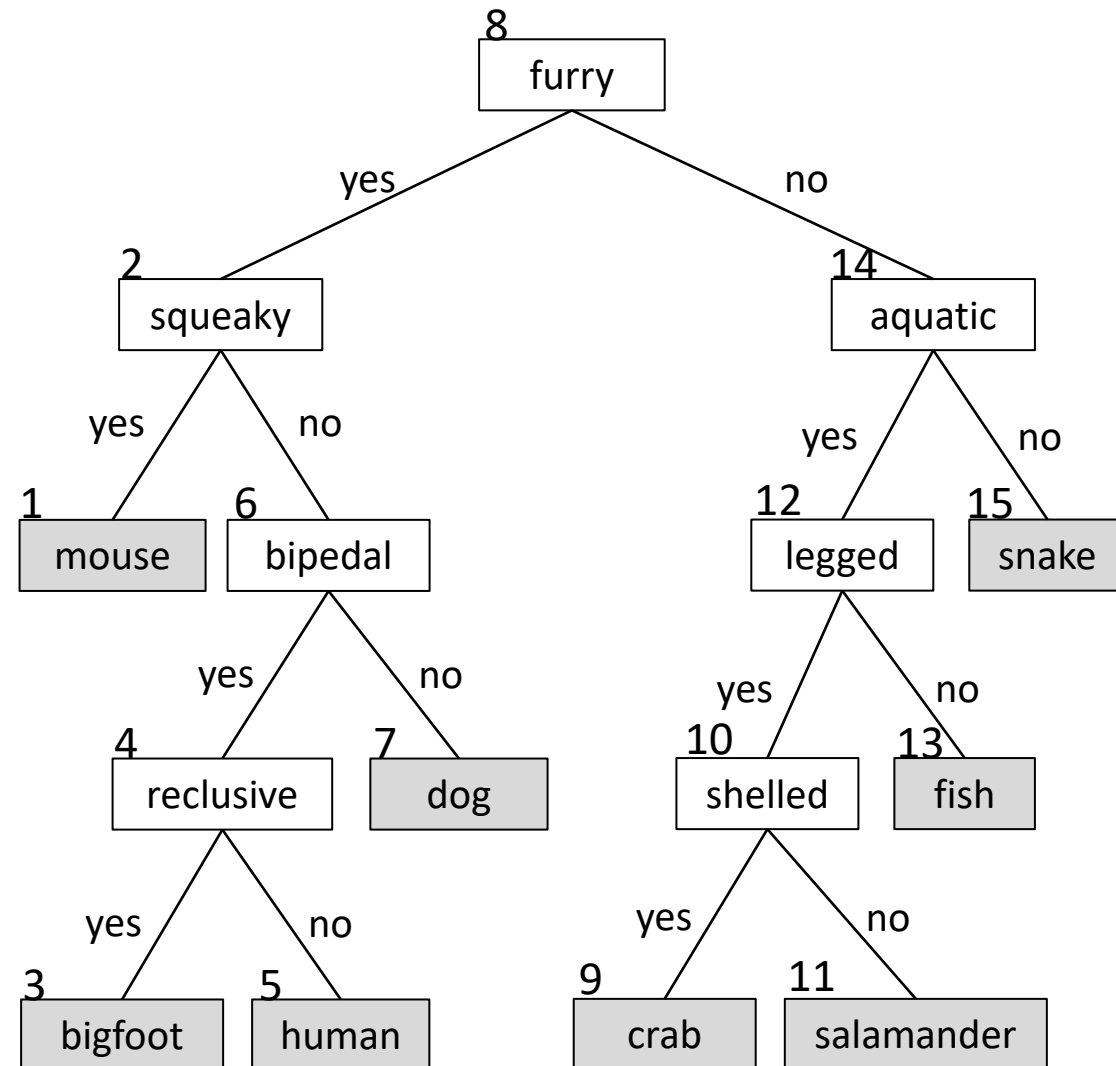 8
furry
yes
no
2
14
squeaky
aquatic
yes
no
yes
no
1
6
12
15
mouse
bipedal
legged
snake
yes
no
yes
no
4
7
10
13
reclusive
dog
shelled
fish
yes
no
yes
no
3
5
9
11
bigfoot
human
crab
salamander